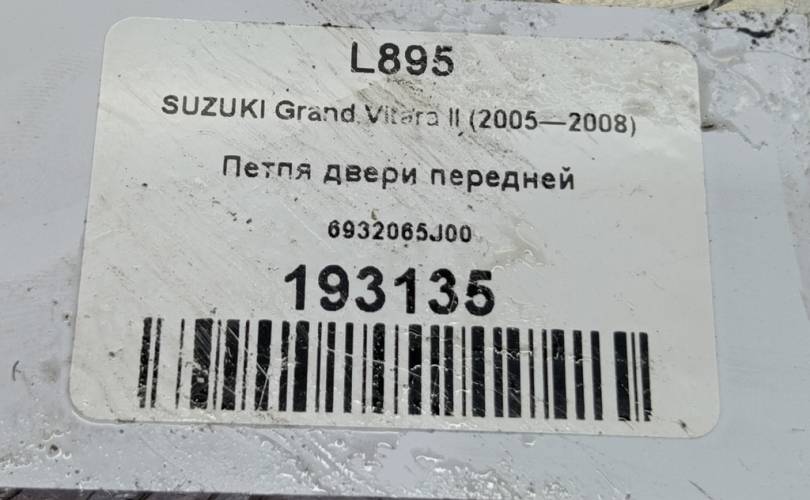 L895
SUZUKI Grand Vitara II (2005—2008)
Петля двери передней
6932065J00
193135